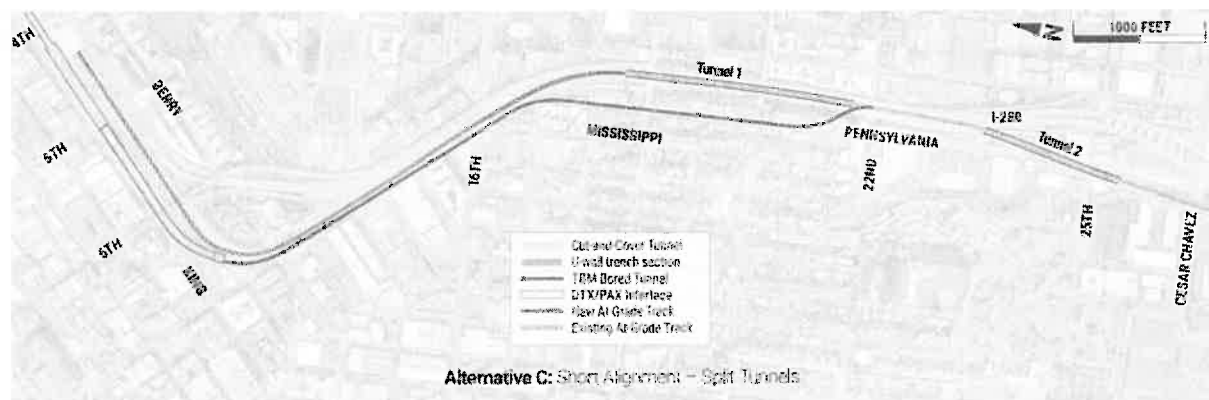 1000 FEET
N
4TH
BERRY
5TH
6TH
KING
16TH
Tunnel 1
MISSISSIPPI
PENNSYLVANIA
22ND
I-280
Tunnel 2
25TH
CESAR CHAVEZ
Cut-and-Cover Tunnel
U-wall trench section
TBM Bored Tunnel
DTX/PAX Interface
New At Grade Track
Existing At Grade Track
Alternative C: Short Alignment – Split Tunnels